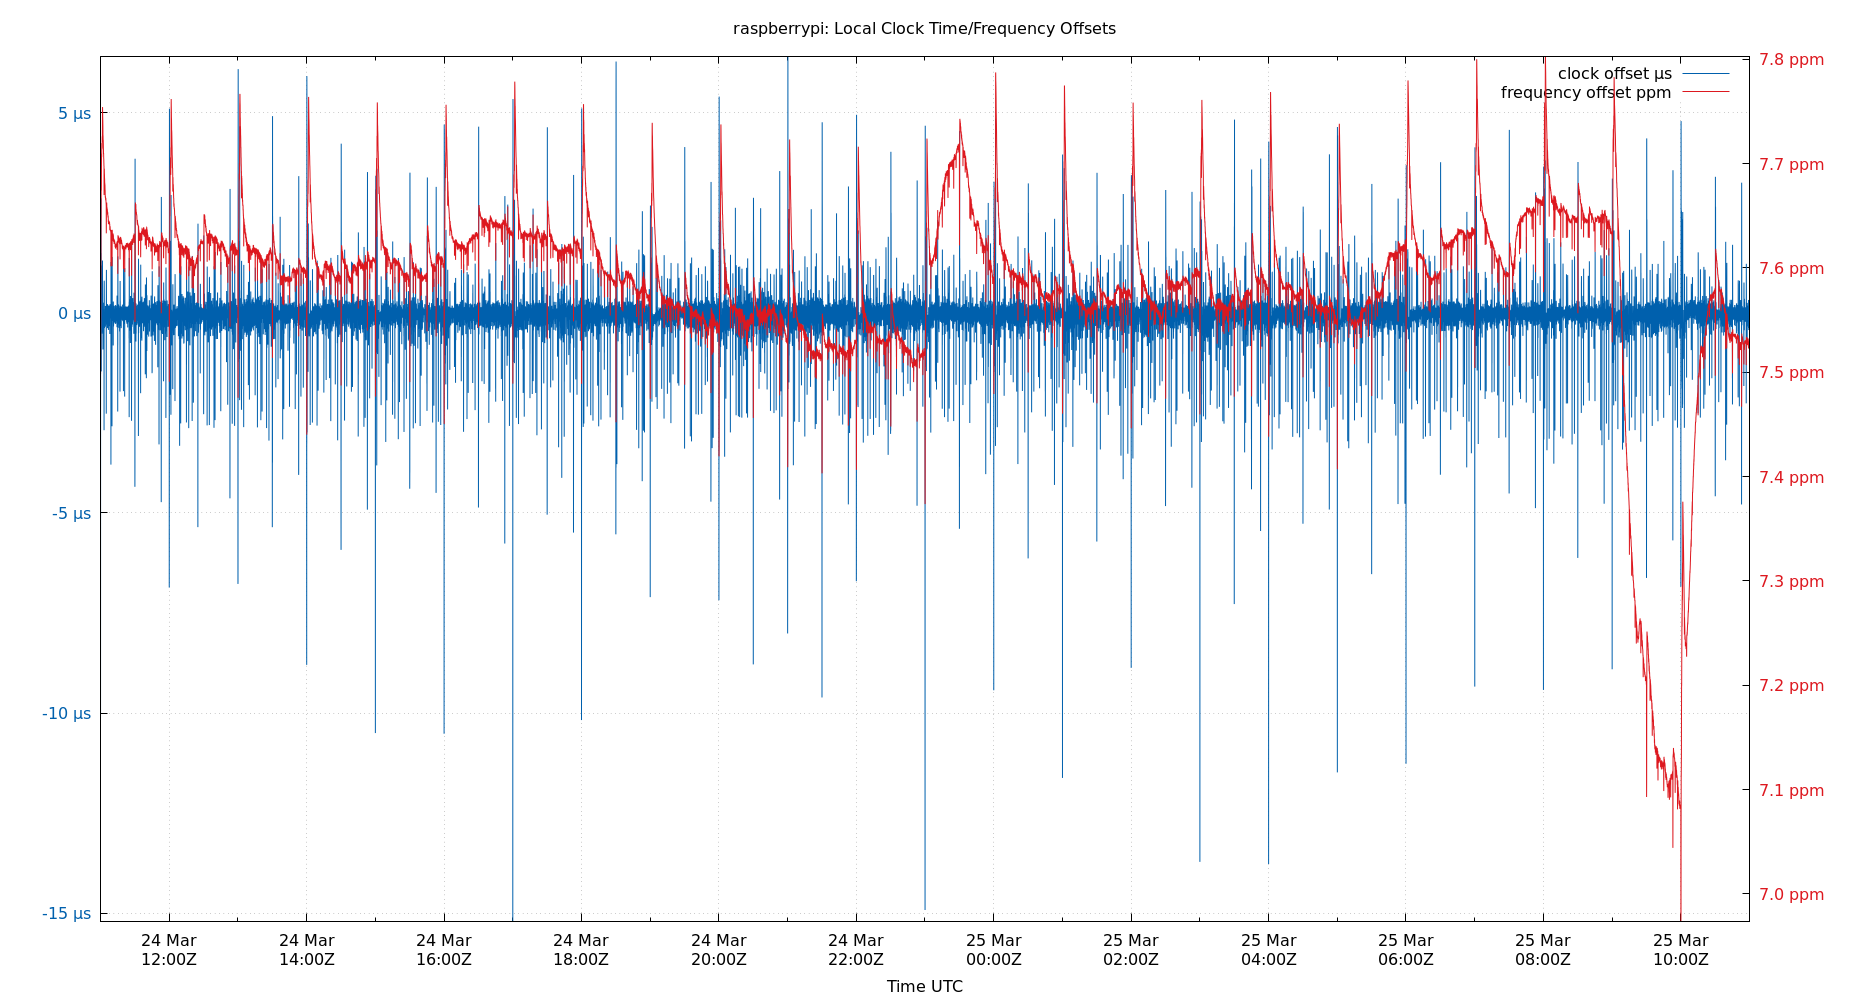 raspberrypi: Local Clock Time/Frequency Offsets
clock offset µs
frequency offset ppm
5 µs
0 µs
-5 µs
-10 µs
-15 µs
7.8 ppm
7.7 ppm
7.6 ppm
7.5 ppm
7.4 ppm
7.3 ppm
7.2 ppm
7.1 ppm
7.0 ppm
24 Mar 24 Mar 24 Mar 24 Mar 24 Mar 24 Mar 25 Mar 25 Mar 25 Mar 25 Mar 25 Mar 25 Mar
12:00Z 14:00Z 16:00Z 18:00Z 20:00Z 22:00Z 00:00Z 02:00Z 04:00Z 06:00Z 08:00Z 10:00Z
Time UTC